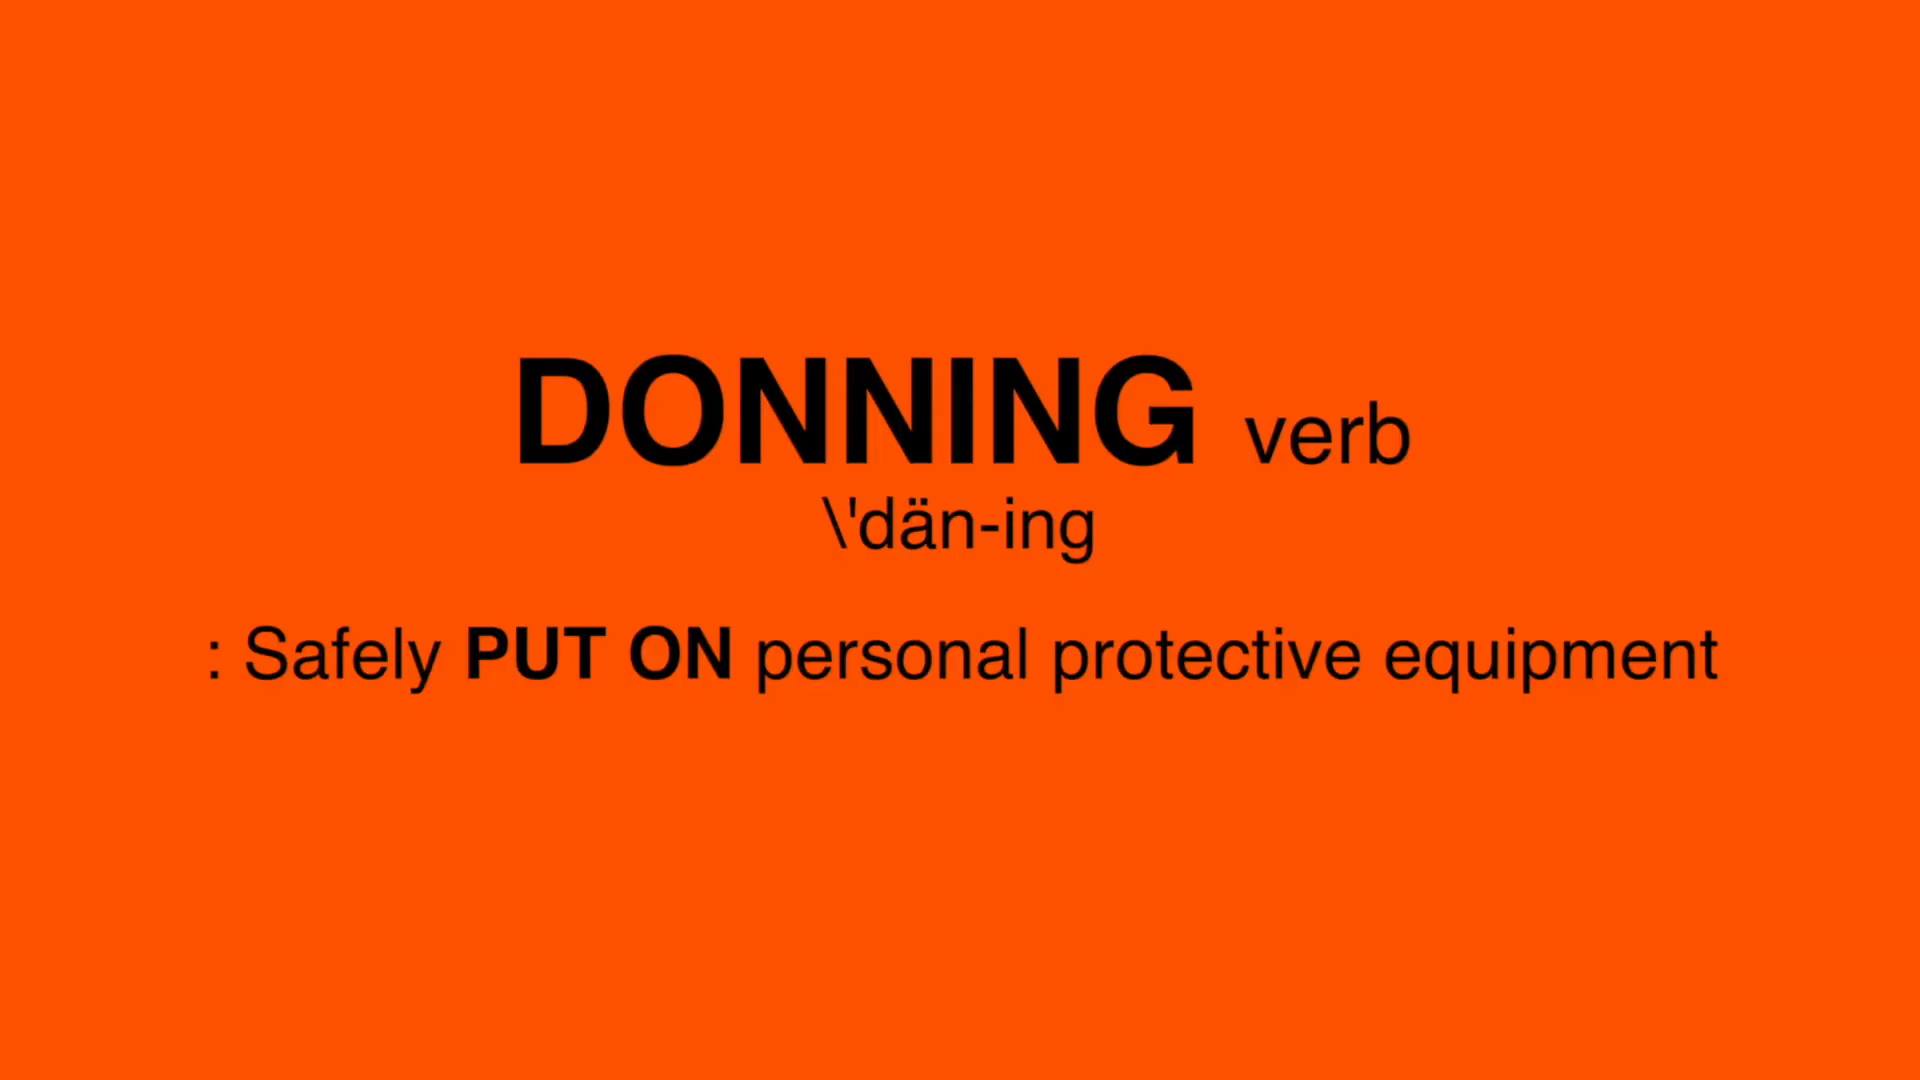 DONNING verb
\'dän-ing
: Safely PUT ON personal protective equipment